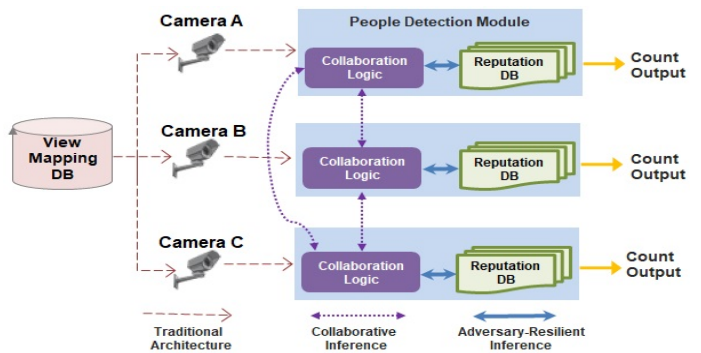 Camera A
People Detection Module
Collaboration
Logic
Reputation
DB
Count
Output
View
Mapping
DB
Camera B
Collaboration
Logic
Reputation
DB
Count
Output
Camera C
Collaboration
Logic
Reputation
DB
Count
Output
Traditional
Architecture
Collaborative
Inference
Adversary-Resilient
Inference